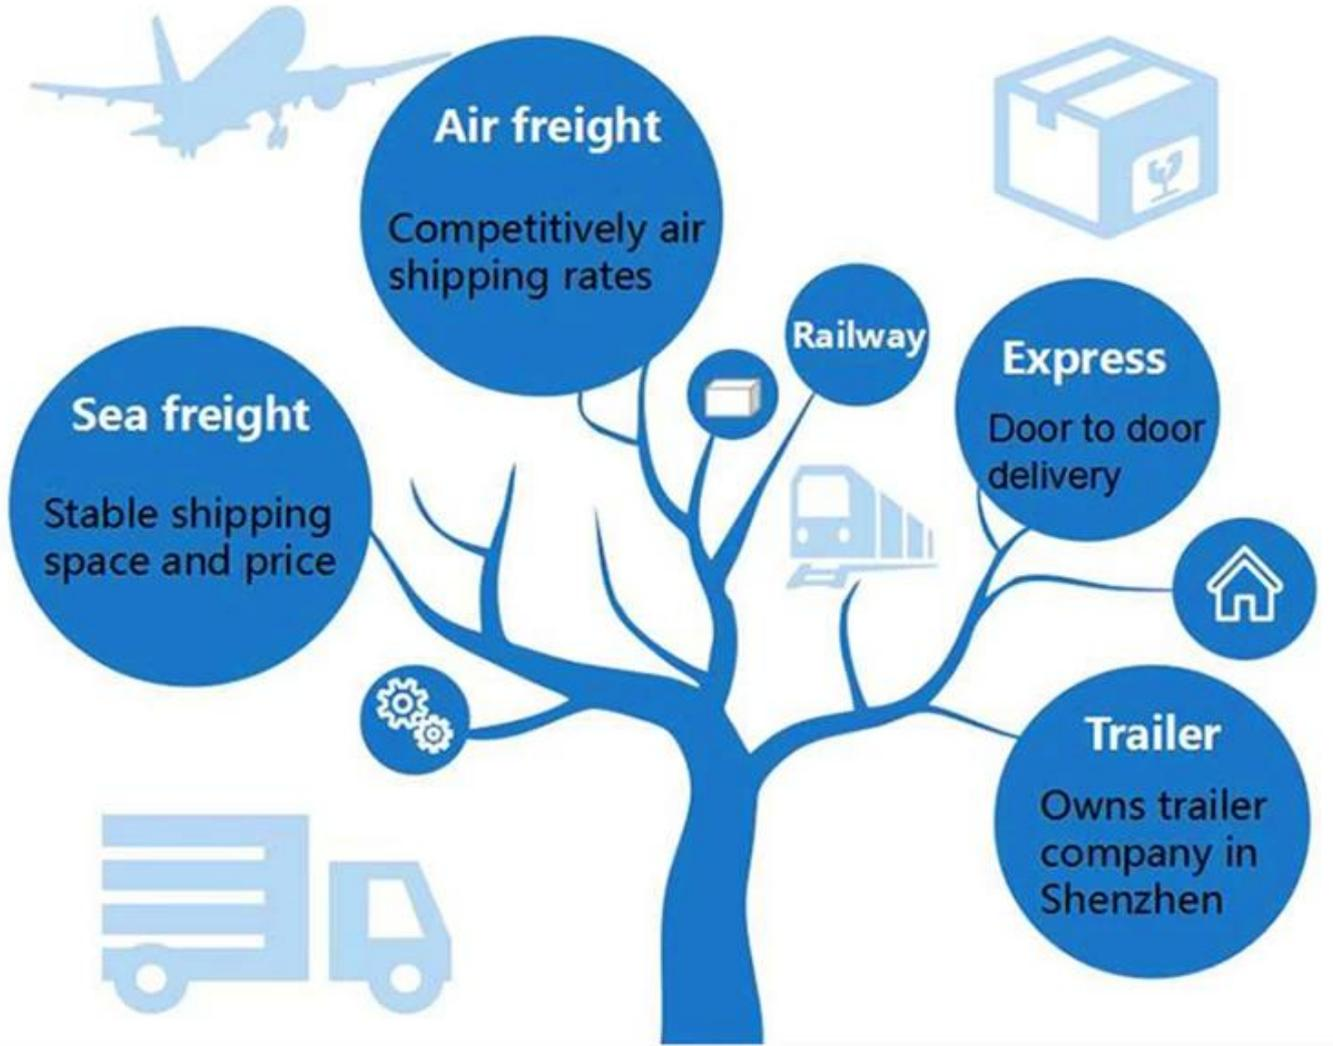 Air freight
Competitively air
shipping rates
Railway
Express
Door to door
delivery
Sea freight
Stable shipping
space and price
Trailer
Owns trailer
company in
Shenzhen